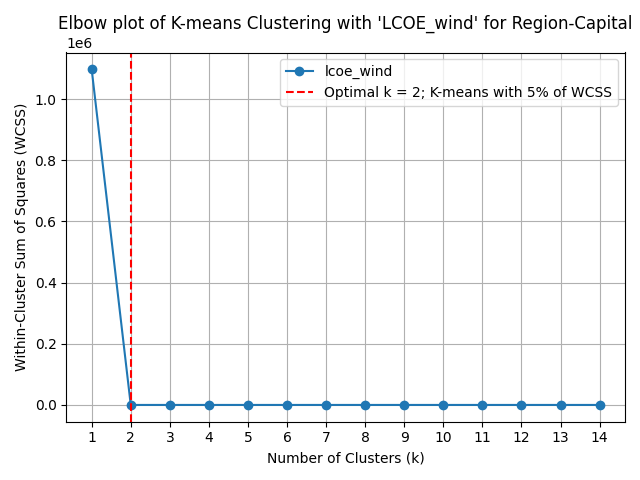 Elbow plot of K-means Clustering with 'LCOE_wind' for Region-Capital
1e6
lcoe_wind
Optimal k = 2; K-means with 5% of WCSS
Within-Cluster Sum of Squares (WCSS)
1.0
0.8
0.6
0.4
0.2
0.0
1 2 3 4 5 6 7 8 9 10 11 12 13 14
Number of Clusters (k)